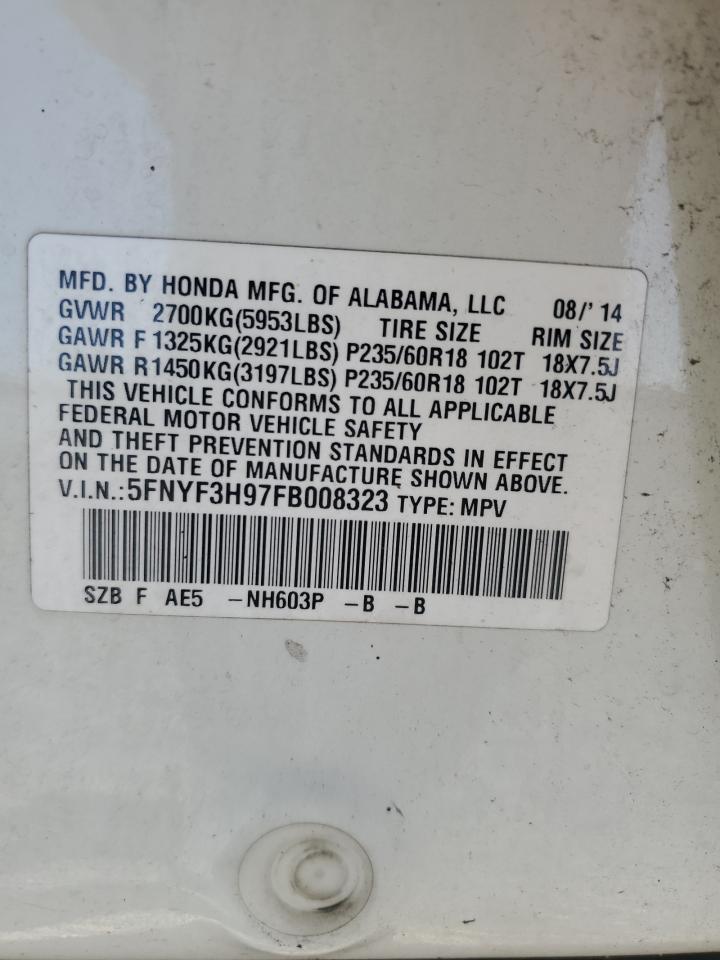 MFD. BY HONDA MFG. OF ALABAMA, LLC 08/' 14
GVWR 2700KG(5953LBS) TIRE SIZE RIM SIZE
GAWR F 1325KG(2921LBS) P235/60R18 102T 18X7.5J
GAWR R1450KG(3197LBS) P235/60R18 102T 18X7.5J
THIS VEHICLE CONFORMS TO ALL APPLICABLE
FEDERAL MOTOR VEHICLE SAFETY
AND THEFT PREVENTION STANDARDS IN EFFECT
ON THE DATE OF MANUFACTURE SHOWN ABOVE.
V.I.N.:5FNYF3H97FB008323 TYPE: MPV
SZB F AE5 -NH603P -B -B